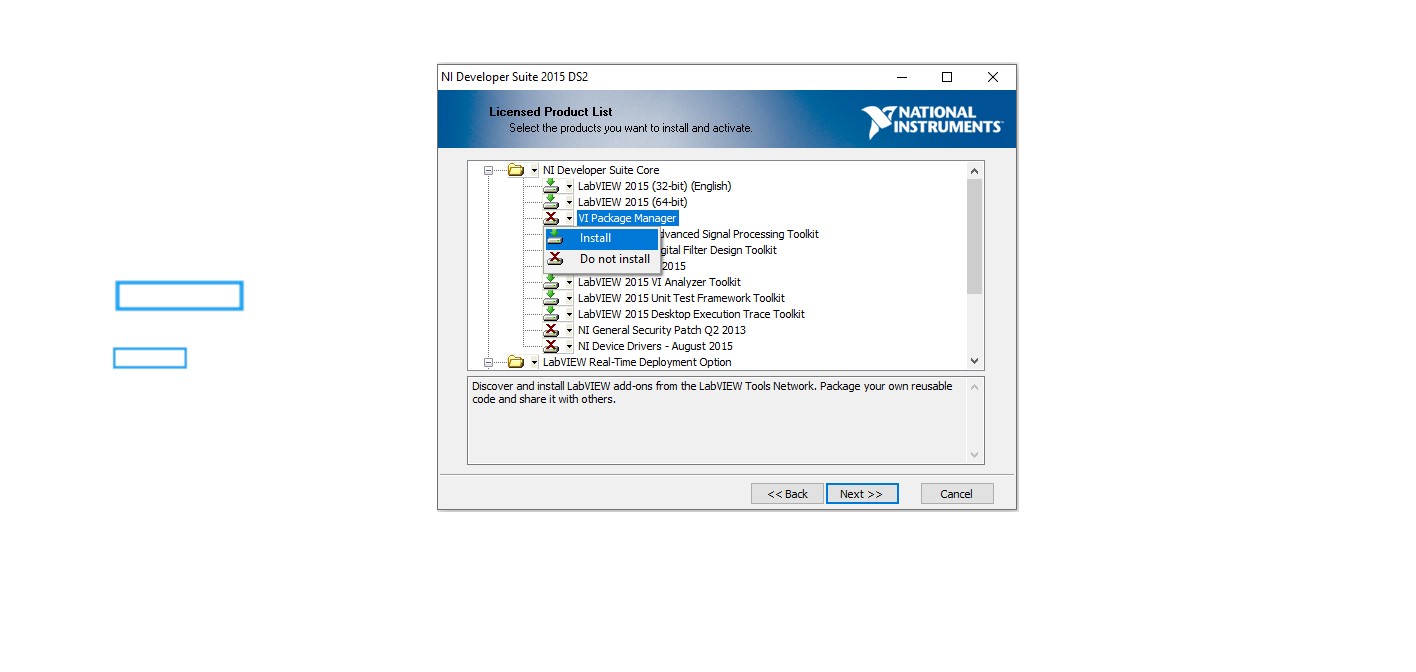 NI Developer Suite 2015 DS2
Licensed Product List
Select the products you want to install and activate.
NATIONAL
INSTRUMENTS
NI Developer Suite Core
LabVIEW 2015 (32-bit) (English)
LabVIEW 2015 (64-bit)
VI Package Manager
Advanced Signal Processing Toolkit
Install
Digital Filter Design Toolkit
Do not install
2015
LabVIEW 2015 VI Analyzer Toolkit
LabVIEW 2015 Unit Test Framework Toolkit
LabVIEW 2015 Desktop Execution Trace Toolkit
NI General Security Patch Q2 2013
NI Device Drivers - August 2015
LabVIEW Real-Time Deployment Option
Discover and install LabVIEW add-ons from the LabVIEW Tools Network. Package your own reusable
code and share it with others.
<< Back
Next >>
Cancel